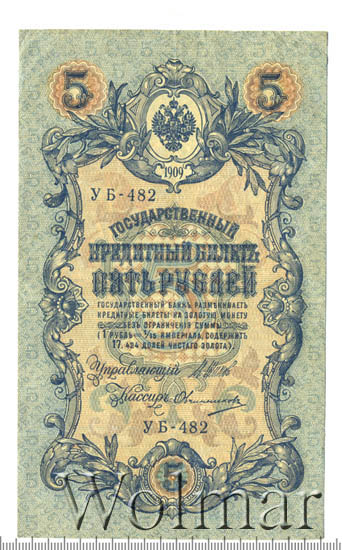 5 5
1909
УБ-482
ГОСУДАРСТВЕННЫЙ
КРЕДИТНЫЙ БИЛЕТЪ
ПЯТЬ РУБЛЕЙ
ГОСУДАРСТВЕННЫЙ БАНКЪ РАЗМѢНИВАЕТЪ
КРЕДИТНЫЕ БИЛЕТЫ НА ЗОЛОТУЮ МОНЕТУ
БЕЗЪ ОГРАНИЧЕНІЯ СУММЫ
(1 РУБЛЬ = 1/15 ИМПЕРІАЛА, СОДЕРЖИТЪ
17,424 ДОЛЕЙ ЧИСТАГО ЗОЛОТА)
Управляющій
Кассиръ Овчинниковъ
УБ-482
5
Wolmar